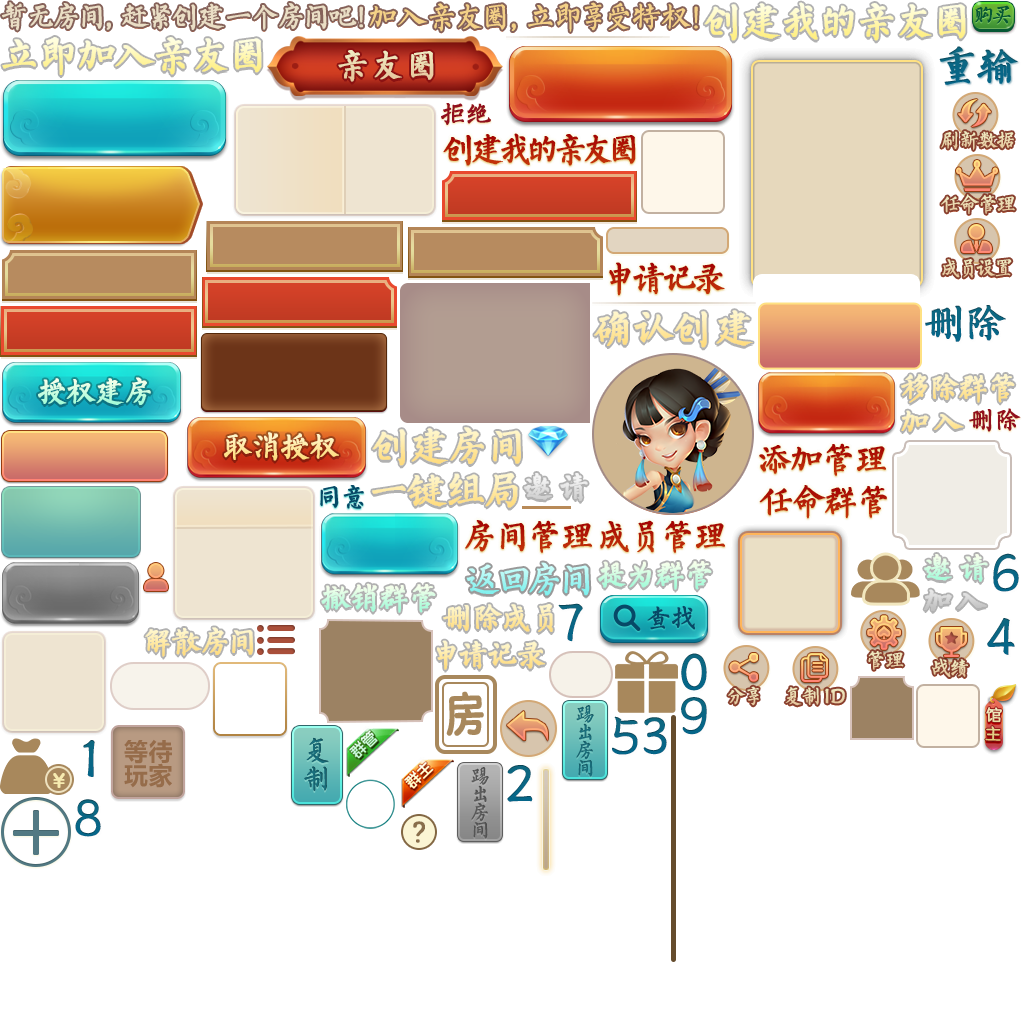 暂无房间, 赶紧创建一个房间吧!
加入亲友圈, 立即享受特权!
创建我的亲友圈
购买
立即加入亲友圈
亲友圈
重输
拒绝
创建我的亲友圈
刷新数据
任命管理
成员设置
申请记录
确认创建
删除
授权建房
取消授权
移除群管
加入
删除
创建房间
添加管理
一键组局
邀请
同意
任命群管
房间管理
成员管理
返回房间
提为群管
邀请
6
撤销群管
加入
删除成员
7
查找
解散房间
申请记录
4
管理
战绩
0
分享
复制ID
房
9
踢出房间
53
馆主
1
等待玩家
复制
群管
群主
踢出房间
2
¥
8
?